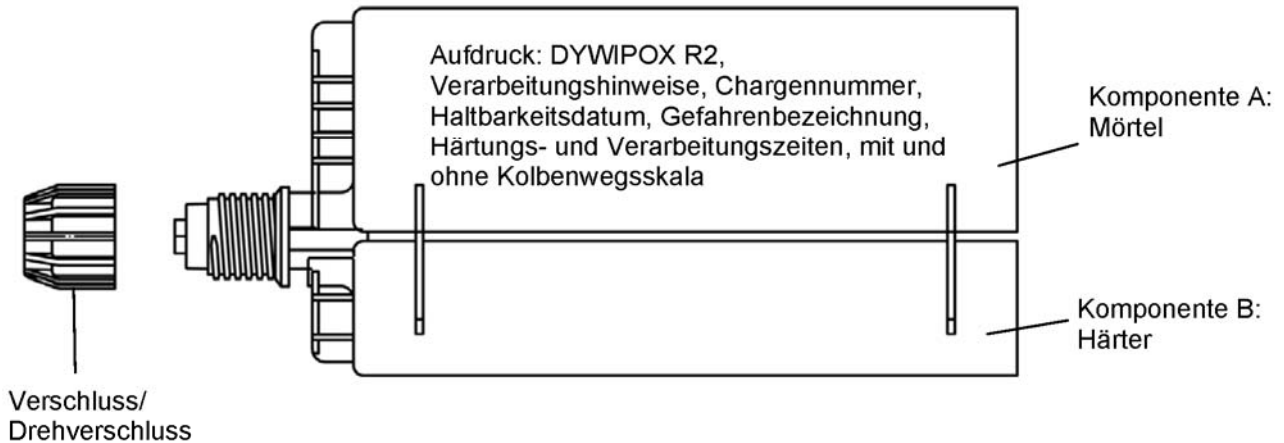 Aufdruck: DYWIPOX R2,
Verarbeitungshinweise, Chargennummer,
Haltbarkeitsdatum, Gefahrenbezeichnung,
Härtungs- und Verarbeitungszeiten, mit und
ohne Kolbenwegsskala
Komponente A:
Mörtel
Komponente B:
Härter
Verschluss/
Drehverschluss